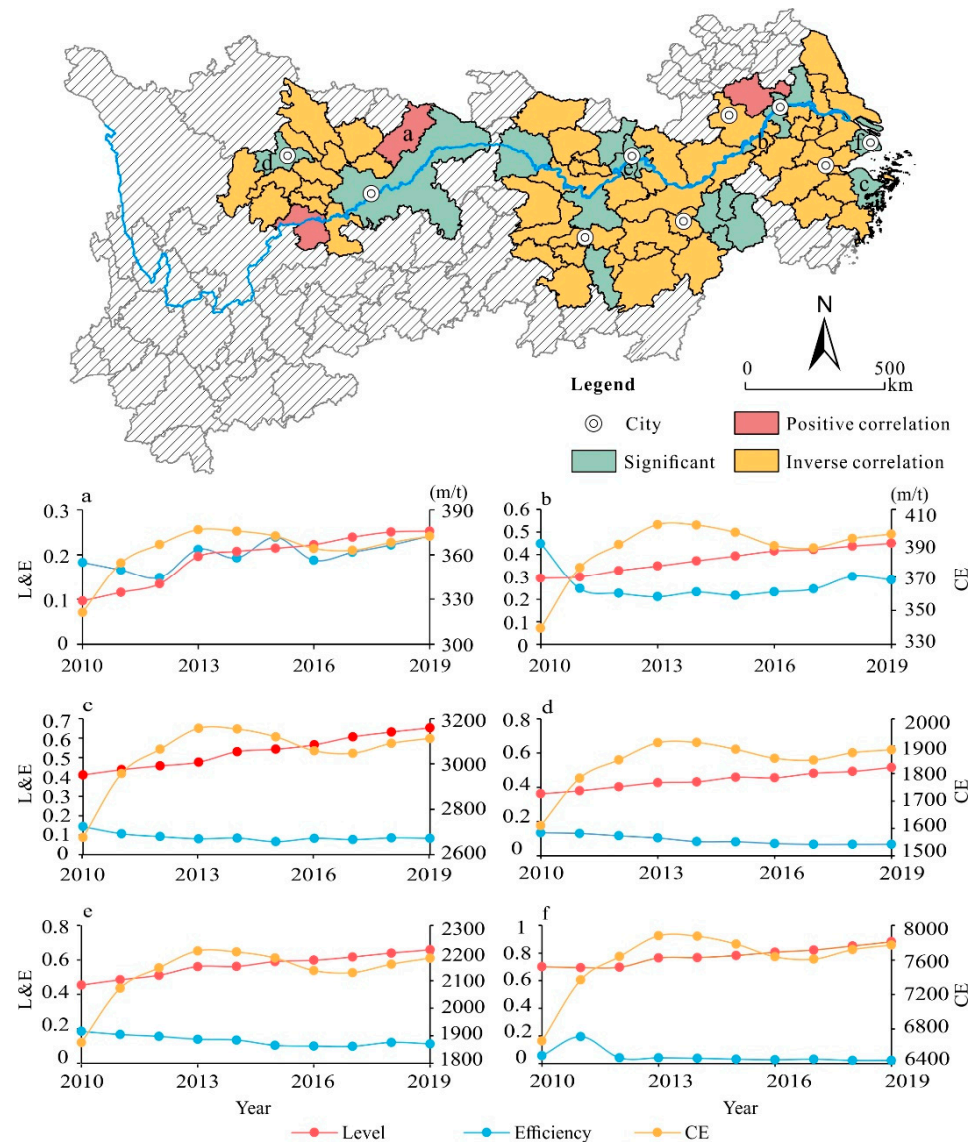 a
d
b
f
e
c
N
0 500
km
Legend
City
Positive correlation
Significant
Inverse correlation
a
(m/t)
L&E
0.3
0.2
0.1
0
390
360
330
300
2010 2013 2016 2019
b
(m/t)
0.6
0.5
0.4
0.3
0.2
0.1
0
410
390
370
350
330
CE
2010 2013 2016 2019
c
L&E
0.7
0.6
0.5
0.4
0.3
0.2
0.1
0
3200
3000
2800
2600
2010 2013 2016 2019
d
0.8
0.6
0.4
0.2
0
2000
1900
1800
1700
1600
1500
CE
2010 2013 2016 2019
e
L&E
0.8
0.6
0.4
0.2
0
2300
2200
2100
2000
1900
1800
2010 2013 2016 2019
f
1
0.8
0.6
0.4
0.2
0
8000
7600
7200
6800
6400
CE
2010 2013 2016 2019
Year Year
Level Efficiency CE